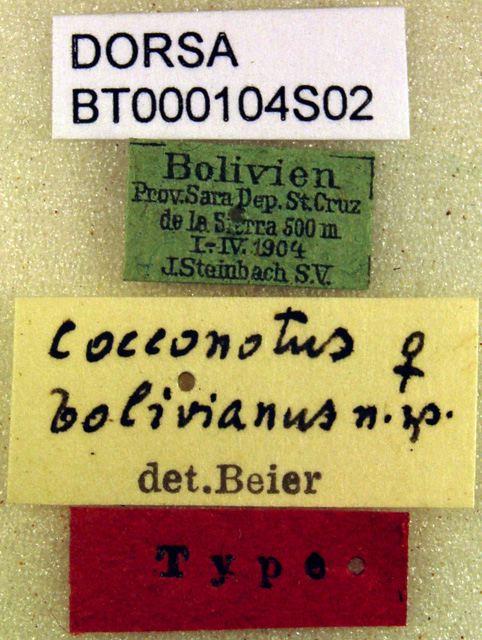 DORSA
BT000104S02
Bolivien
Prov.Sara Dep. St. Cruz
de la Sierra 500 m
I.-IV. 1904
J. Steinbach S.V.
Cocconotus ♀
bolivianus n. sp.
det. Beier
Type